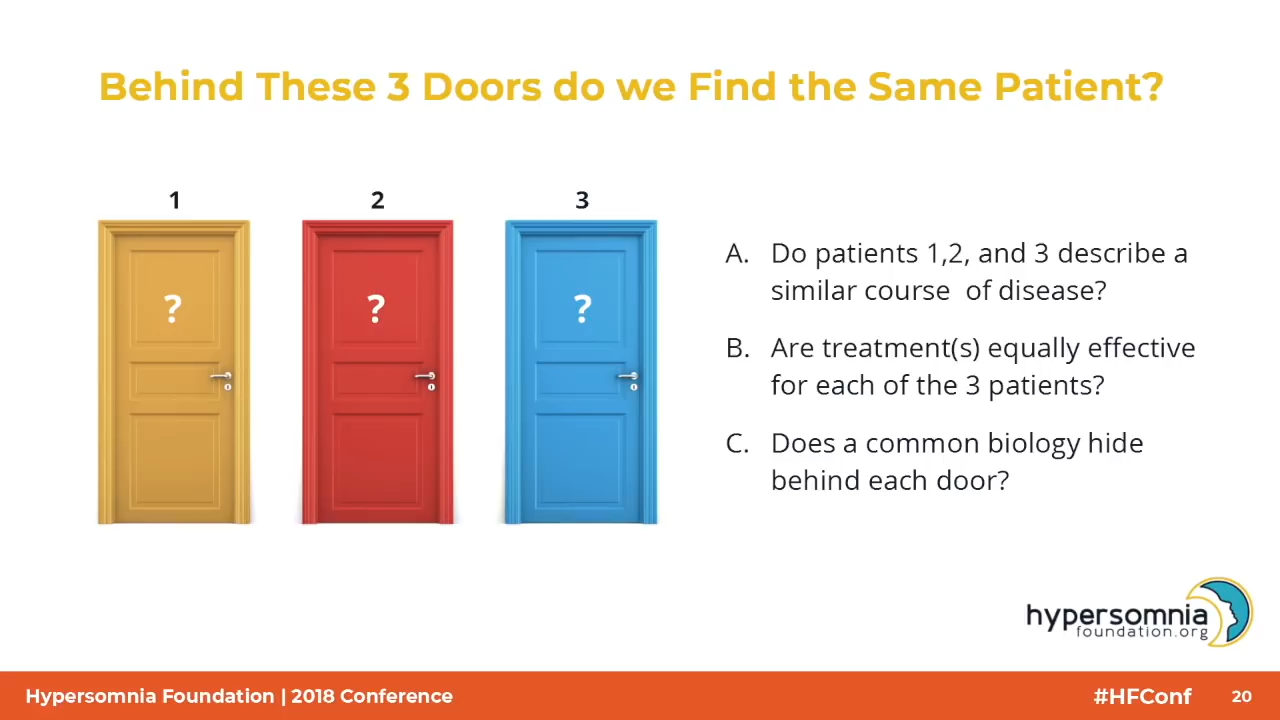 Behind These 3 Doors do we Find the Same Patient?
1
2
3
?
?
?
A. Do patients 1,2, and 3 describe a
similar course  of disease?
B. Are treatment(s) equally effective
for each of the 3 patients?
C. Does a common biology hide
behind each door?
hypersomnia
foundation.org
Hypersomnia Foundation | 2018 Conference
#HFConf
20